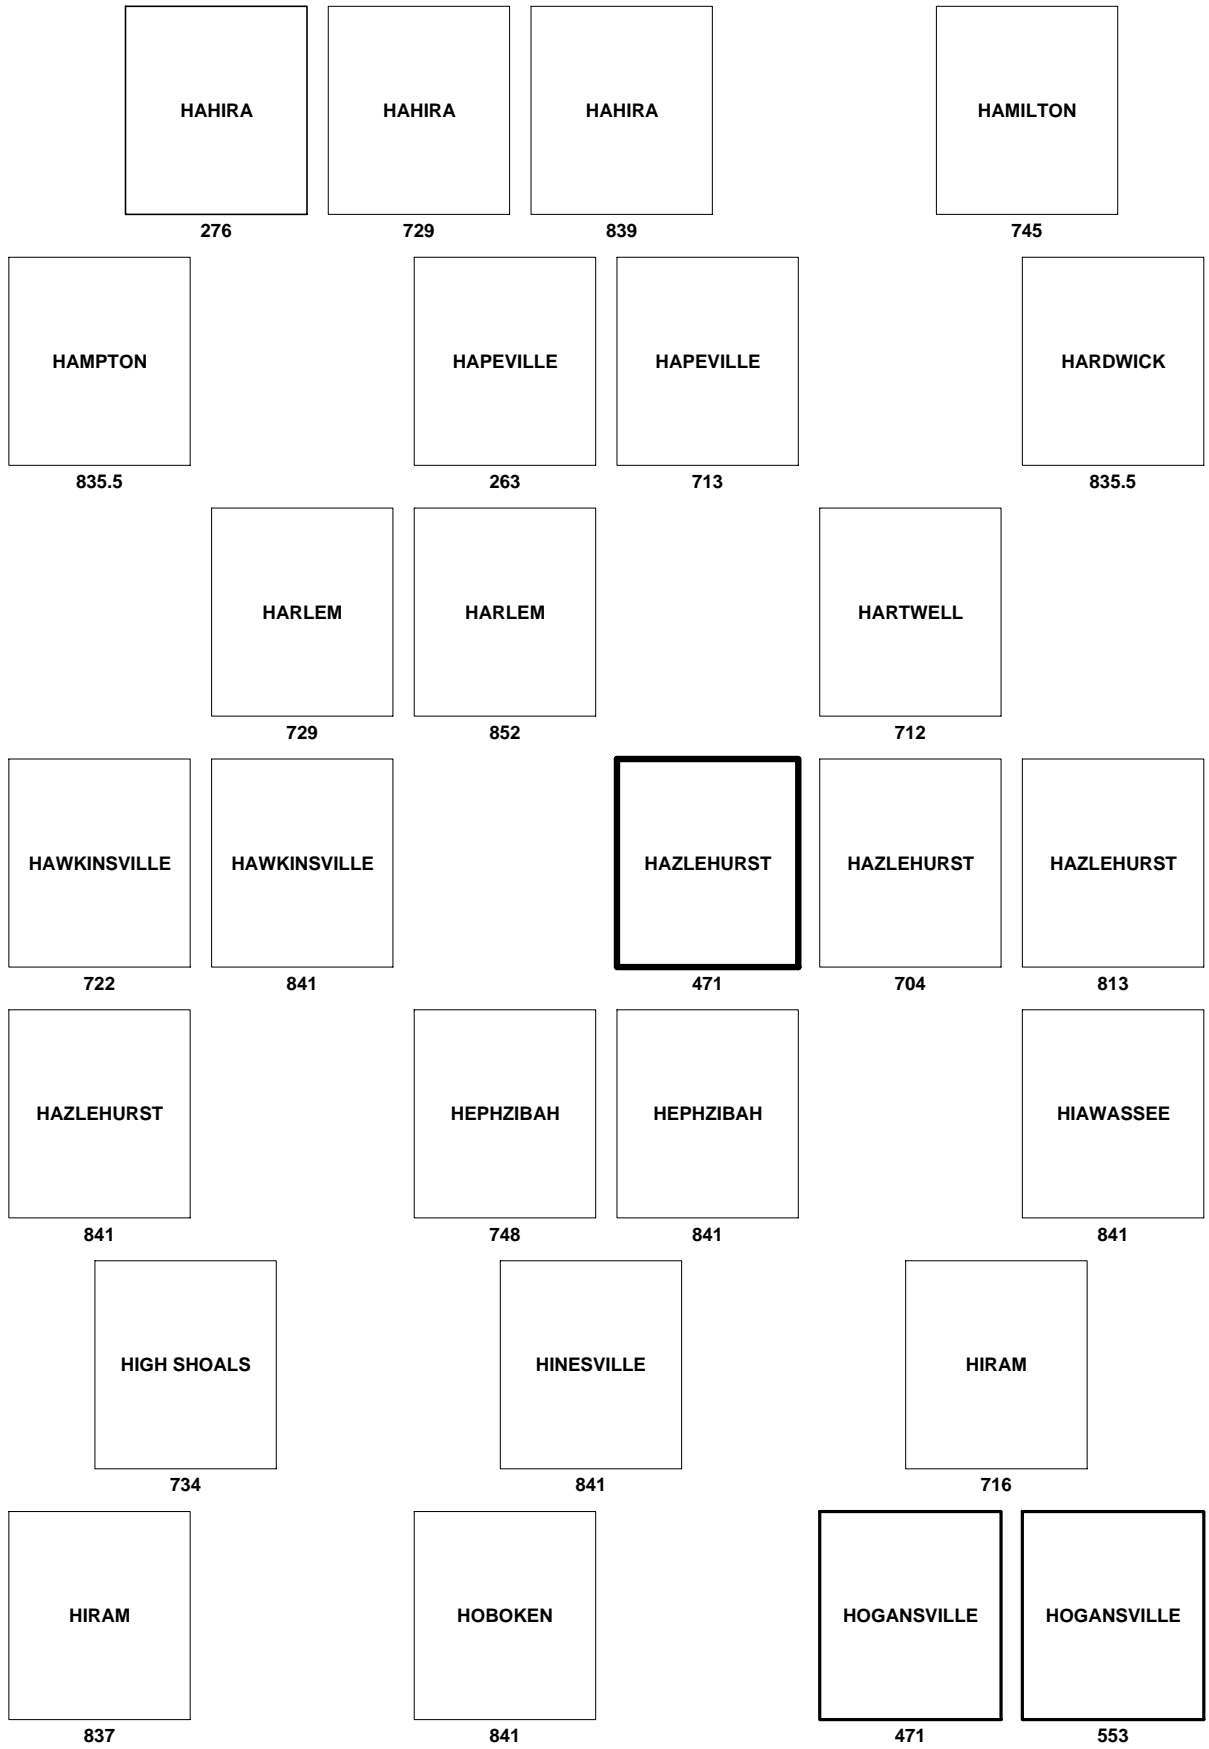 HAHIRA HAHIRA HAHIRA HAMILTON
276 729 839 745
HAMPTON HAPEVILLE HAPEVILLE HARDWICK
835.5 263 713 835.5
HARLEM HARLEM HARTWELL
729 852 712
HAWKINSVILLE HAWKINSVILLE HAZLEHURST HAZLEHURST HAZLEHURST
722 841 471 704 813
HAZLEHURST HEPHZIBAH HEPHZIBAH HIAWASSEE
841 748 841 841
HIGH SHOALS HINESVILLE HIRAM
734 841 716
HIRAM HOBOKEN HOGANSVILLE HOGANSVILLE
837 841 471 553